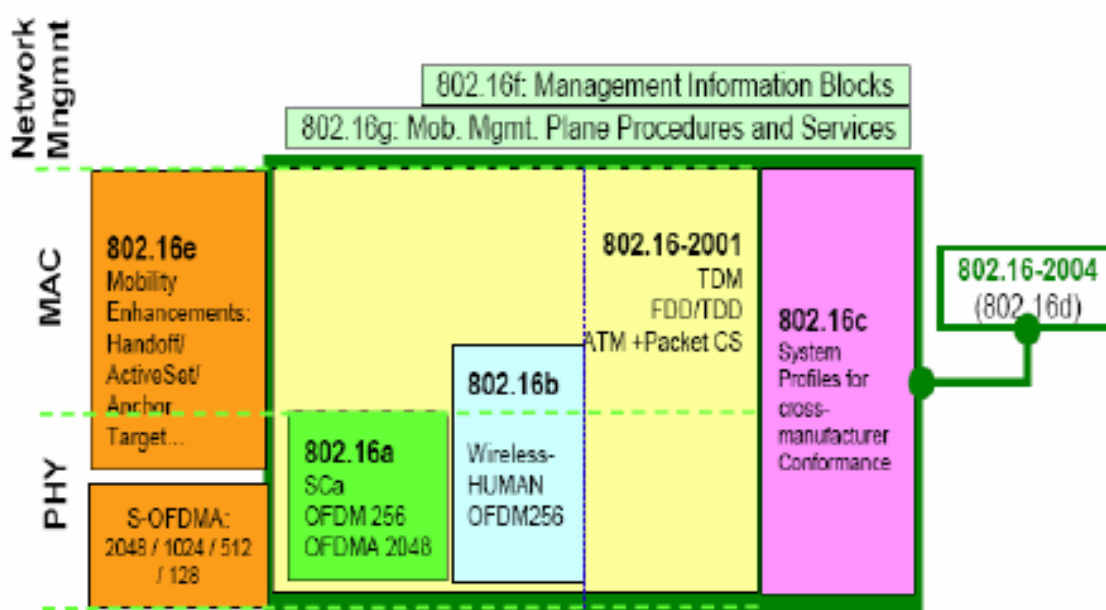 Network
Mngmnt
802.16f: Management Information Blocks
802.16g: Mob. Mgmt. Plane Procedures and Services
MAC
802.16e
Mobility
Enhancements:
Handoff/
ActiveSet/
Anchor
Target...
802.16-2001
TDM
FDD/TDD
ATM +Packet CS
802.16c
System
Profiles for
cross-
manufacturer
Conformance
802.16-2004
(802.16d)
PHY
S-OFDMA:
2048 / 1024 / 512
/ 128
802.16a
SCa
OFDM 256
OFDMA 2048
802.16b
Wireless-
HUMAN
OFDM256